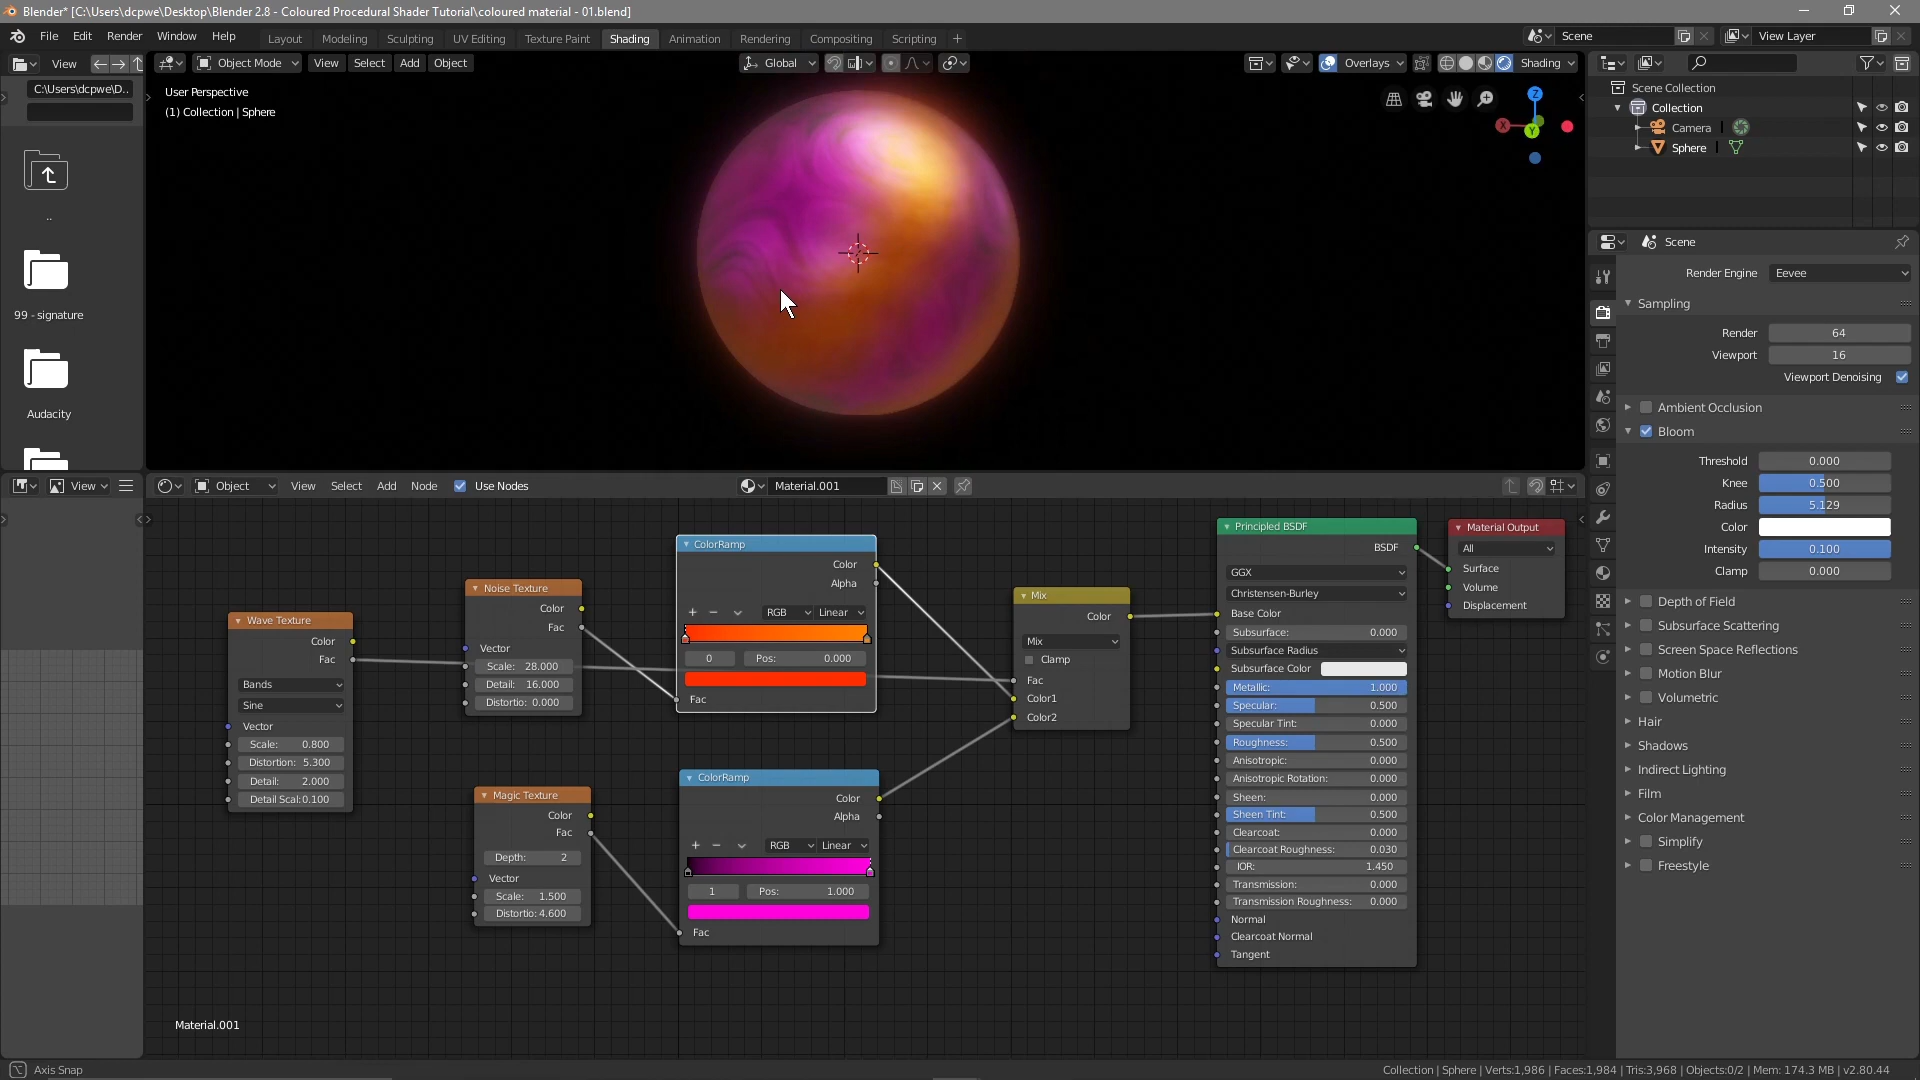 Blender* [C:\Users\dcpwe\Desktop\Blender 2.8 - Coloured Procedural Shader Tutorial\coloured material - 01.blend]
File Edit Render Window Help Layout Modeling Sculpting UV Editing Texture Paint Shading Animation Rendering Compositing Scripting + Scene View Layer
View Object Mode View Select Add Object Global Overlays Shading
C:\Users\dcpwe\D..
..
99 - signature
Audacity
User Perspective
(1) Collection | Sphere
Z
X
Y
Scene Collection
Collection
Camera
Sphere
Scene
Render Engine Eevee
Sampling
Render 64
Viewport 16
Viewport Denoising
Ambient Occlusion
Bloom
Threshold 0.000
Knee 0.500
Radius 5.129
Color
Intensity 0.100
Clamp 0.000
Depth of Field
Subsurface Scattering
Screen Space Reflections
Motion Blur
Volumetric
Hair
Shadows
Indirect Lighting
Film
Color Management
Simplify
Freestyle
View Object View Select Add Node Use Nodes Material.001
Wave Texture
Color
Fac
Bands
Sine
Vector
Scale: 0.800
Distortion: 5.300
Detail: 2.000
Detail Scal:0.100
Noise Texture
Color
Fac
Vector
Scale: 28.000
Detail: 16.000
Distortio: 0.000
Magic Texture
Color
Fac
Depth: 2
Vector
Scale: 1.500
Distortio: 4.600
ColorRamp
Color
Alpha
RGB Linear
0 Pos: 0.000
Fac
ColorRamp
Color
Alpha
RGB Linear
1 Pos: 1.000
Fac
Mix
Color
Mix
Clamp
Fac
Color1
Color2
Principled BSDF
BSDF
GGX
Christensen-Burley
Base Color
Subsurface: 0.000
Subsurface Radius
Subsurface Color
Metallic: 1.000
Specular: 0.500
Specular Tint: 0.000
Roughness: 0.500
Anisotropic: 0.000
Anisotropic Rotation: 0.000
Sheen: 0.000
Sheen Tint: 0.500
Clearcoat: 0.000
Clearcoat Roughness: 0.030
IOR: 1.450
Transmission: 0.000
Transmission Roughness: 0.000
Normal
Clearcoat Normal
Tangent
Material Output
All
Surface
Volume
Displacement
Material.001
Axis Snap
Collection | Sphere | Verts:1,986 | Faces:1,984 | Tris:3,968 | Objects:0/2 | Mem: 174.3 MB | v2.80.44